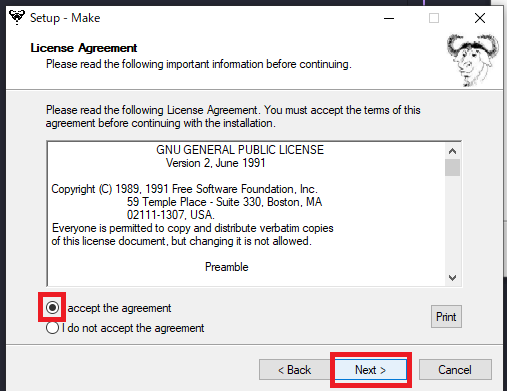 Setup - Make
License Agreement
Please read the following important information before continuing.
Please read the following License Agreement. You must accept the terms of this
agreement before continuing with the installation.
GNU GENERAL PUBLIC LICENSE
Version 2, June 1991
Copyright (C) 1989, 1991 Free Software Foundation, Inc.
59 Temple Place - Suite 330, Boston, MA
02111-1307, USA.
Everyone is permitted to copy and distribute verbatim copies
of this license document, but changing it is not allowed.
Preamble
accept the agreement
I do not accept the agreement
Print
< Back
Next >
Cancel